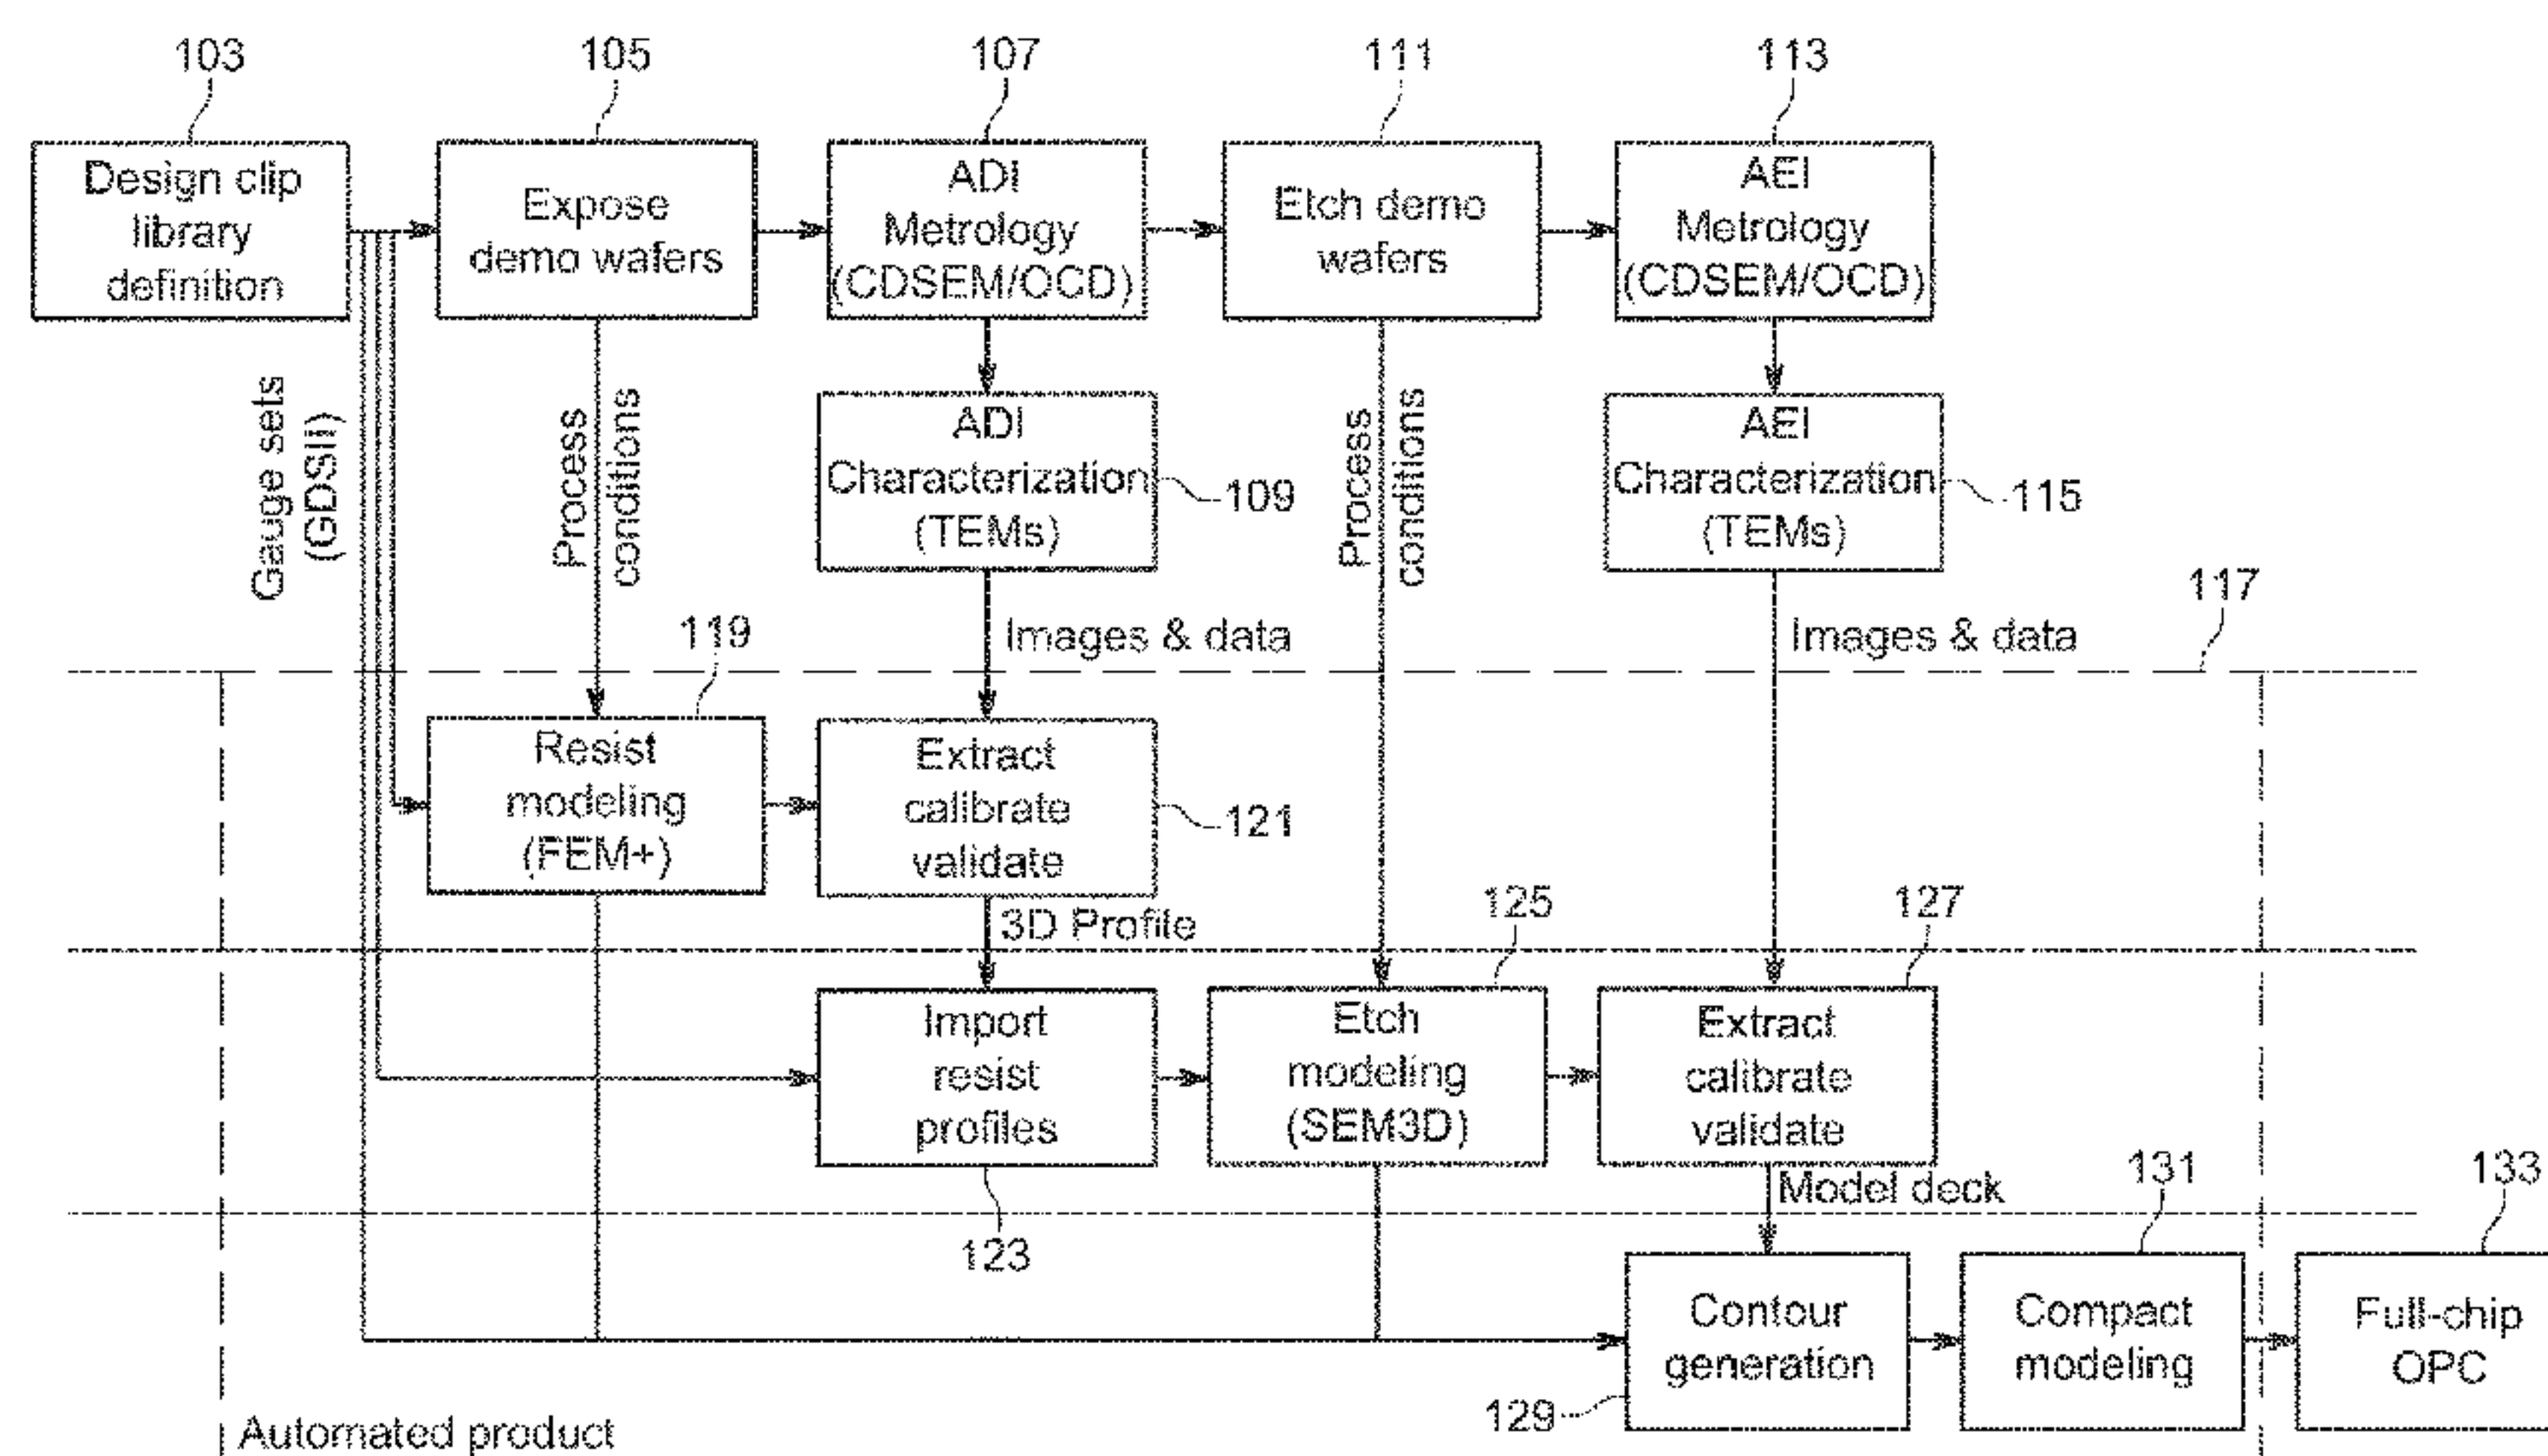 103
105
107
111
113
Design clip
library
definition
Expose
demo wafers
ADI
Metrology
(CDSEM/OCD)
Etch demo
wafers
AEI
Metrology
(CDSEM/OCD)
Gauge sets
(GDSII)
Process
conditions
ADI
Characterization
(TEMs)
109
Process
conditions
AEI
Characterization
(TEMs)
115
117
119
Images & data
Images & data
Resist
modeling
(FEM+)
Extract
calibrate
validate
121
3D Profile
125
127
Import
resist
profiles
123
Etch
modeling
(SEM3D)
Extract
calibrate
validate
Model deck
131
133
Contour
generation
129
Compact
modeling
Full-chip
OPC
Automated product